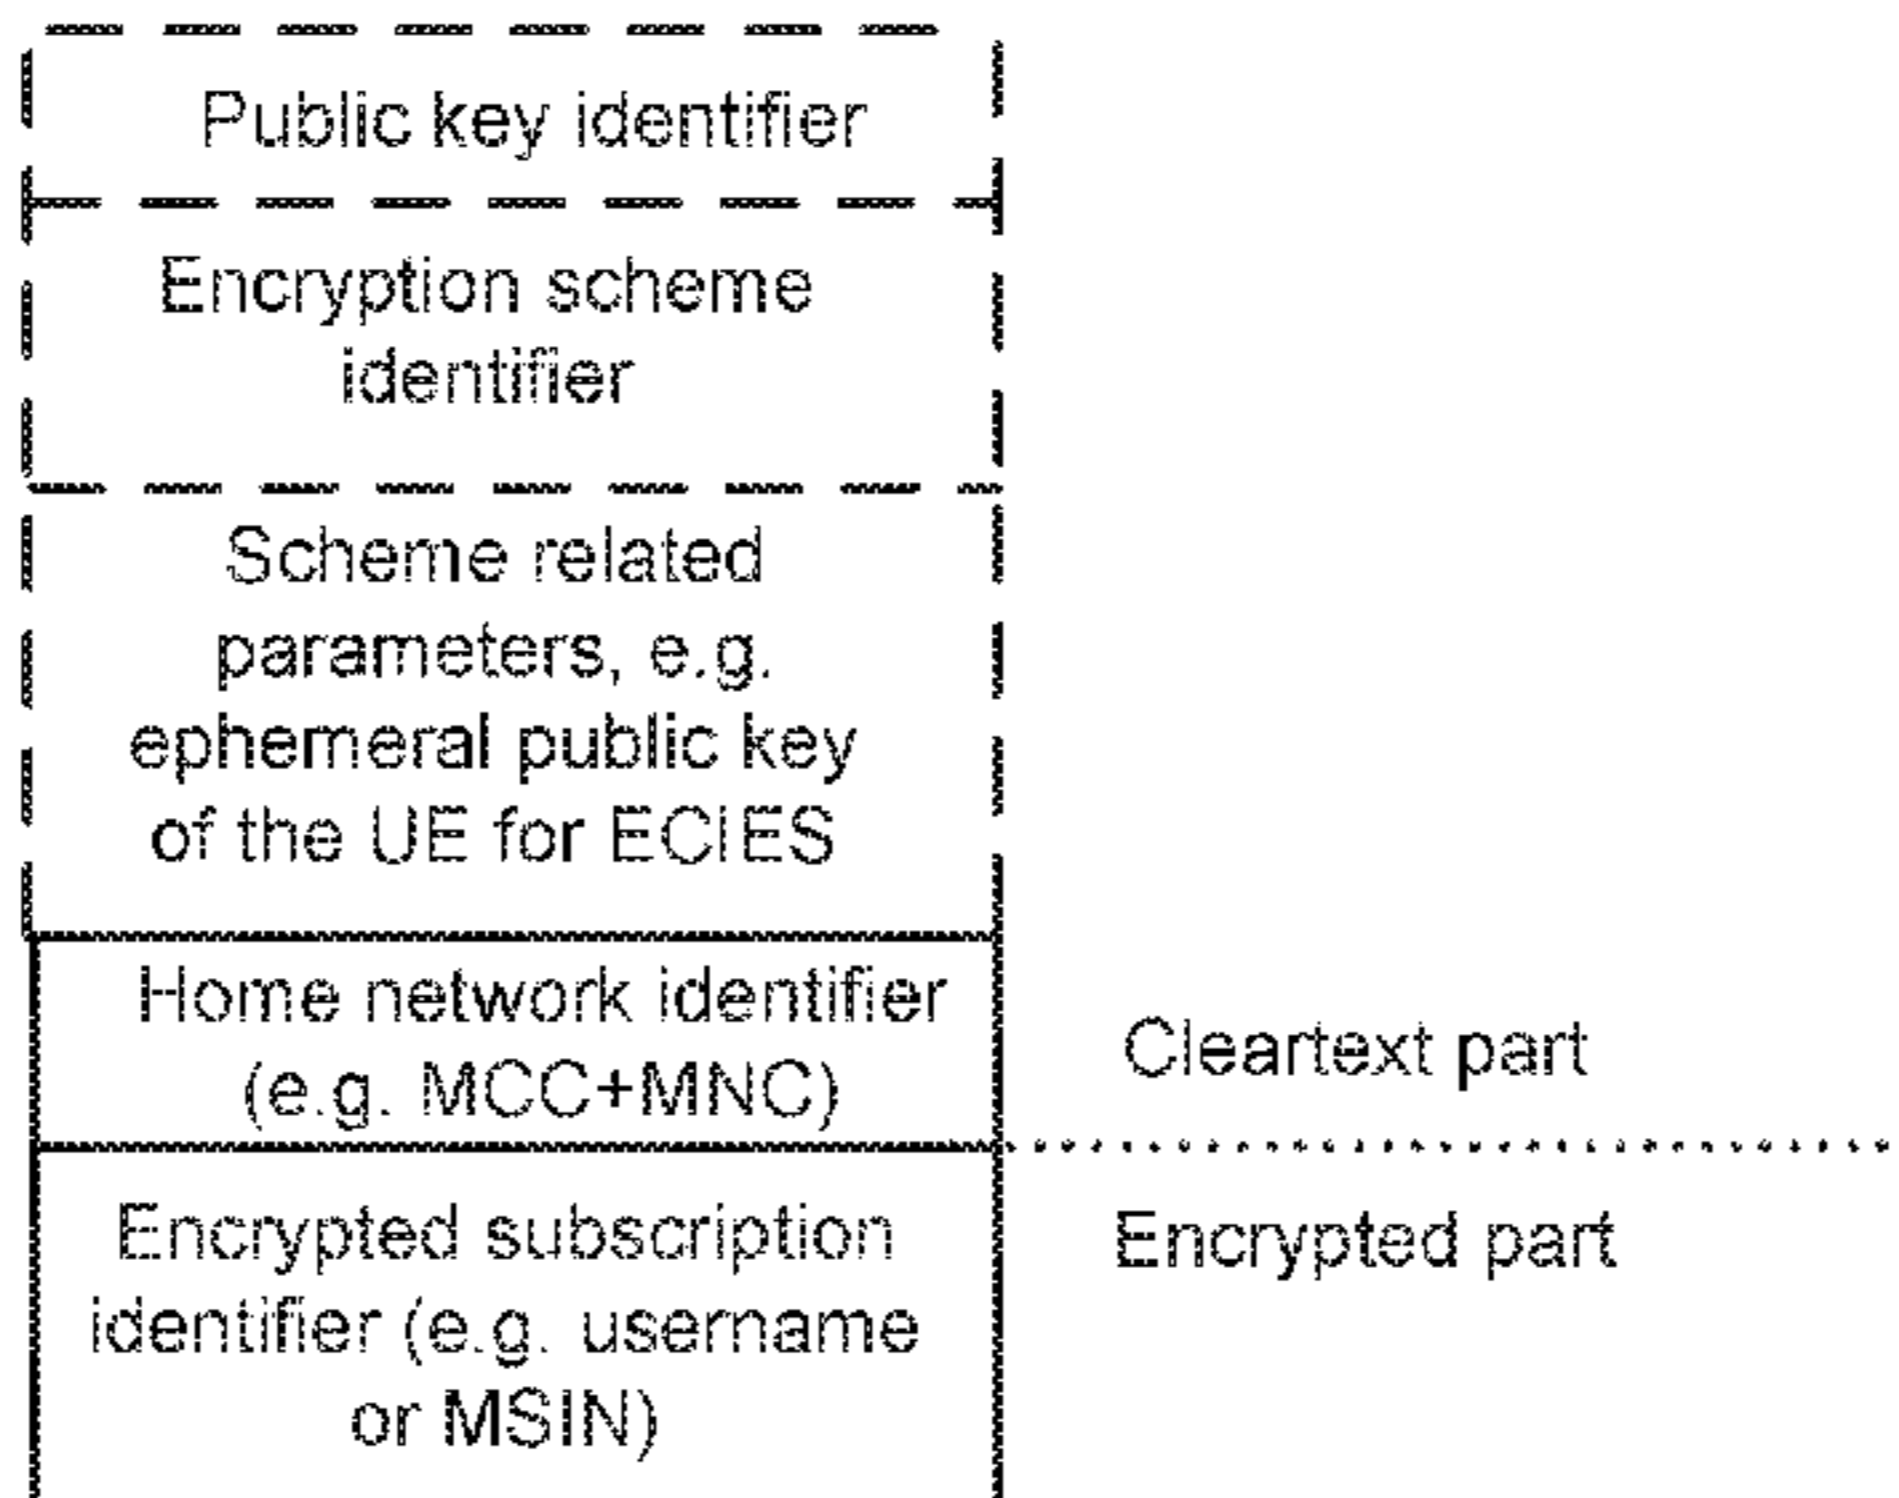 Public key identifier
Encryption scheme
identifier
Scheme related
parameters, e.g.
ephemeral public key
of the UE for ECIES
Home network identifier
(e.g. MCC+MNC)
Cleartext part
Encrypted subscription
identifier (e.g. username
or MSIN)
Encrypted part